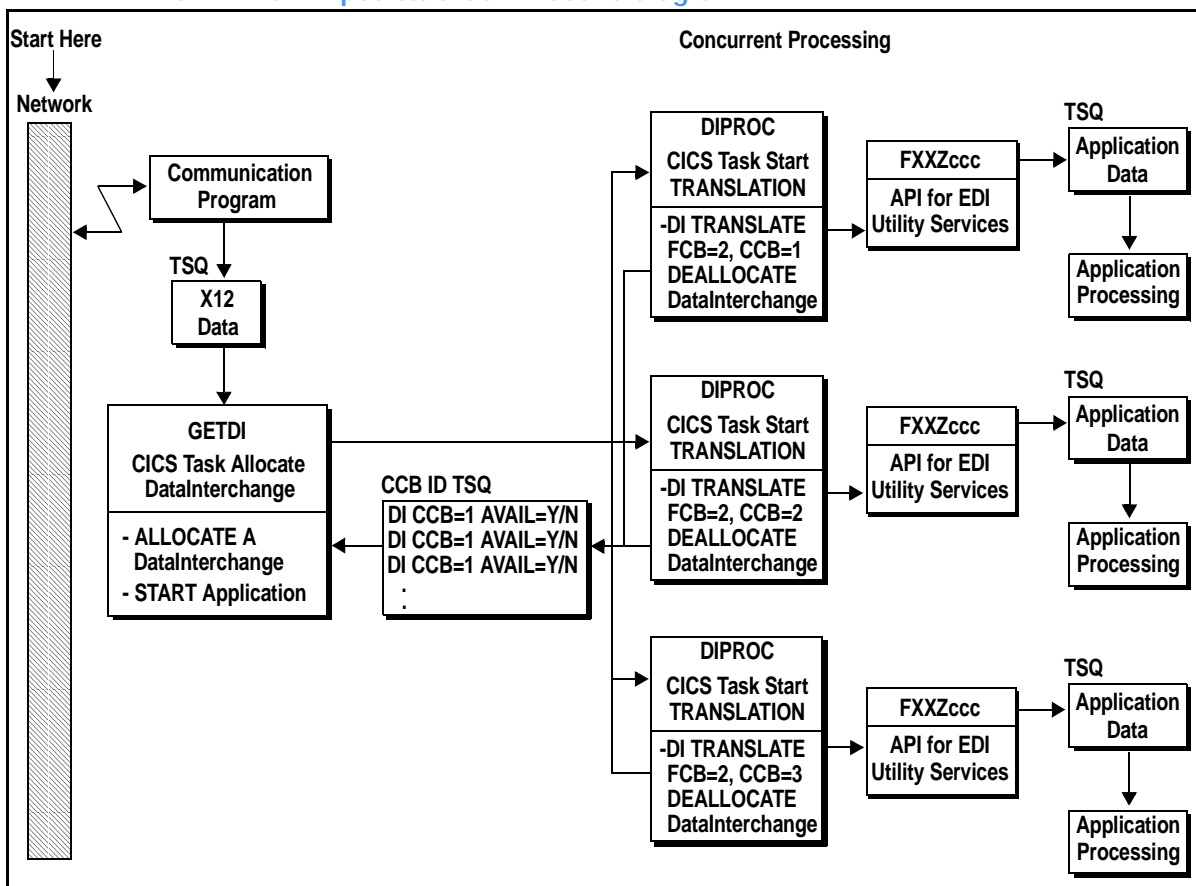 Start Here
Concurrent Processing
Network
Communication
Program
TSQ
X12
Data
GETDI
CICS Task Allocate
DataInterchange
- ALLOCATE A
DataInterchange
- START Application
CCB ID TSQ
DI CCB=1 AVAIL=Y/N
DI CCB=1 AVAIL=Y/N
DI CCB=1 AVAIL=Y/N
:
DIPROC
CICS Task Start
TRANSLATION
-DI TRANSLATE
FCB=2, CCB=1
DEALLOCATE
DataInterchange
FXXZccc
API for EDI
Utility Services
TSQ
Application
Data
Application
Processing
DIPROC
CICS Task Start
TRANSLATION
-DI TRANSLATE
FCB=2, CCB=2
DEALLOCATE
DataInterchange
FXXZccc
API for EDI
Utility Services
TSQ
Application
Data
Application
Processing
DIPROC
CICS Task Start
TRANSLATION
-DI TRANSLATE
FCB=2, CCB=3
DEALLOCATE
DataInterchange
FXXZccc
API for EDI
Utility Services
TSQ
Application
Data
Application
Processing